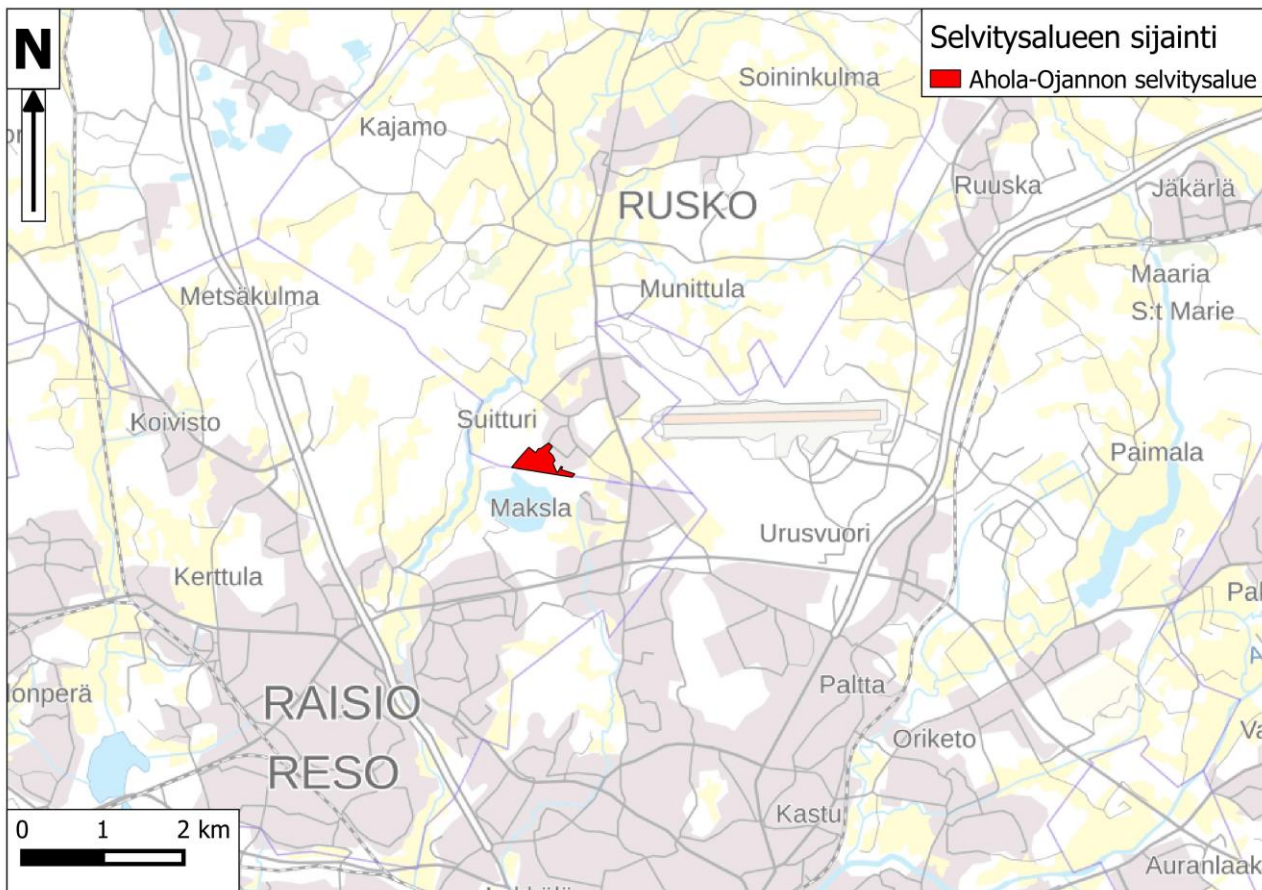 N
Selvitysalueen sijainti
Ahola-Ojannon selvitysalue
Soininkulma
Kajamo
RUSKO
Ruuska
Jäkärlä
Metsäkulma
Munittula
Maaria
S:t Marie
Koivisto
Suitturi
Paimala
Maksla
Urusvuori
Kerttula
RAISIO
RESO
Paltta
Oriketo
Kastu
Auranlaak
0 1 2 km